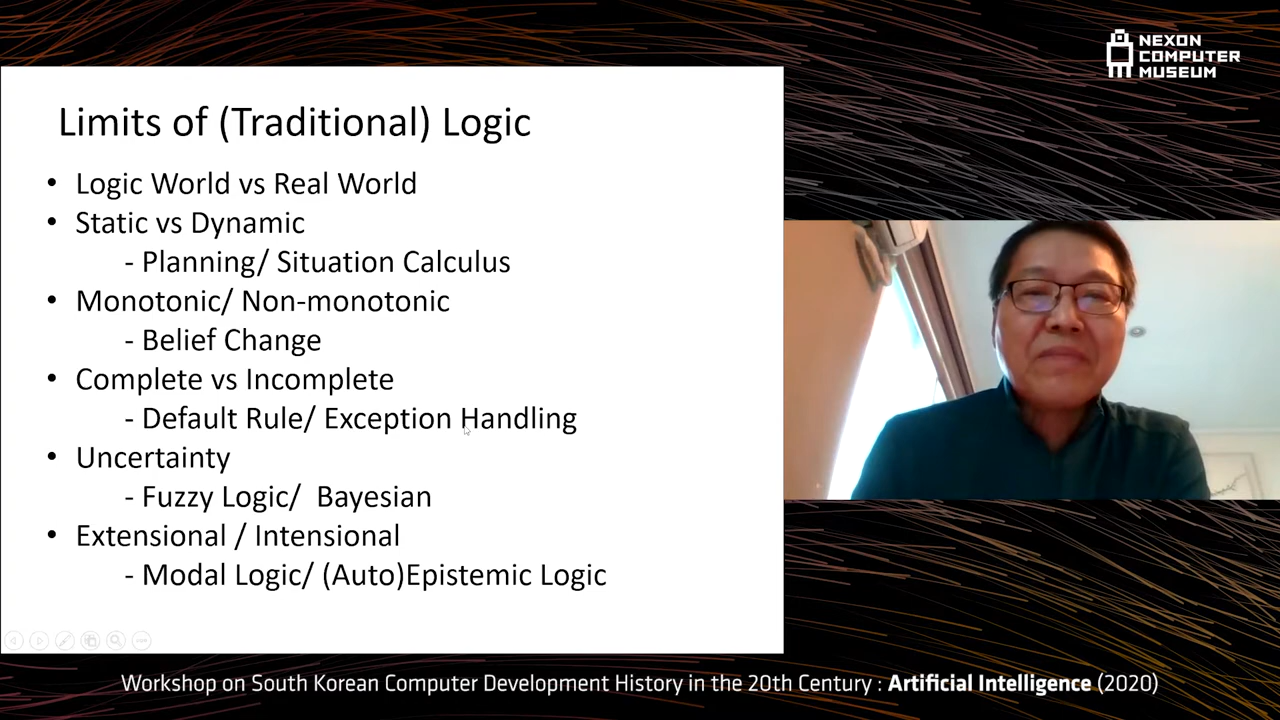 NEXON
COMPUTER
MUSEUM
Limits of (Traditional) Logic
• Logic World vs Real World
• Static vs Dynamic
- Planning/ Situation Calculus
• Monotonic/ Non-monotonic
- Belief Change
• Complete vs Incomplete
- Default Rule/ Exception Handling
• Uncertainty
- Fuzzy Logic/ Bayesian
• Extensional / Intensional
- Modal Logic/ (Auto)Epistemic Logic
Workshop on South Korean Computer Development History in the 20th Century : Artificial Intelligence (2020)